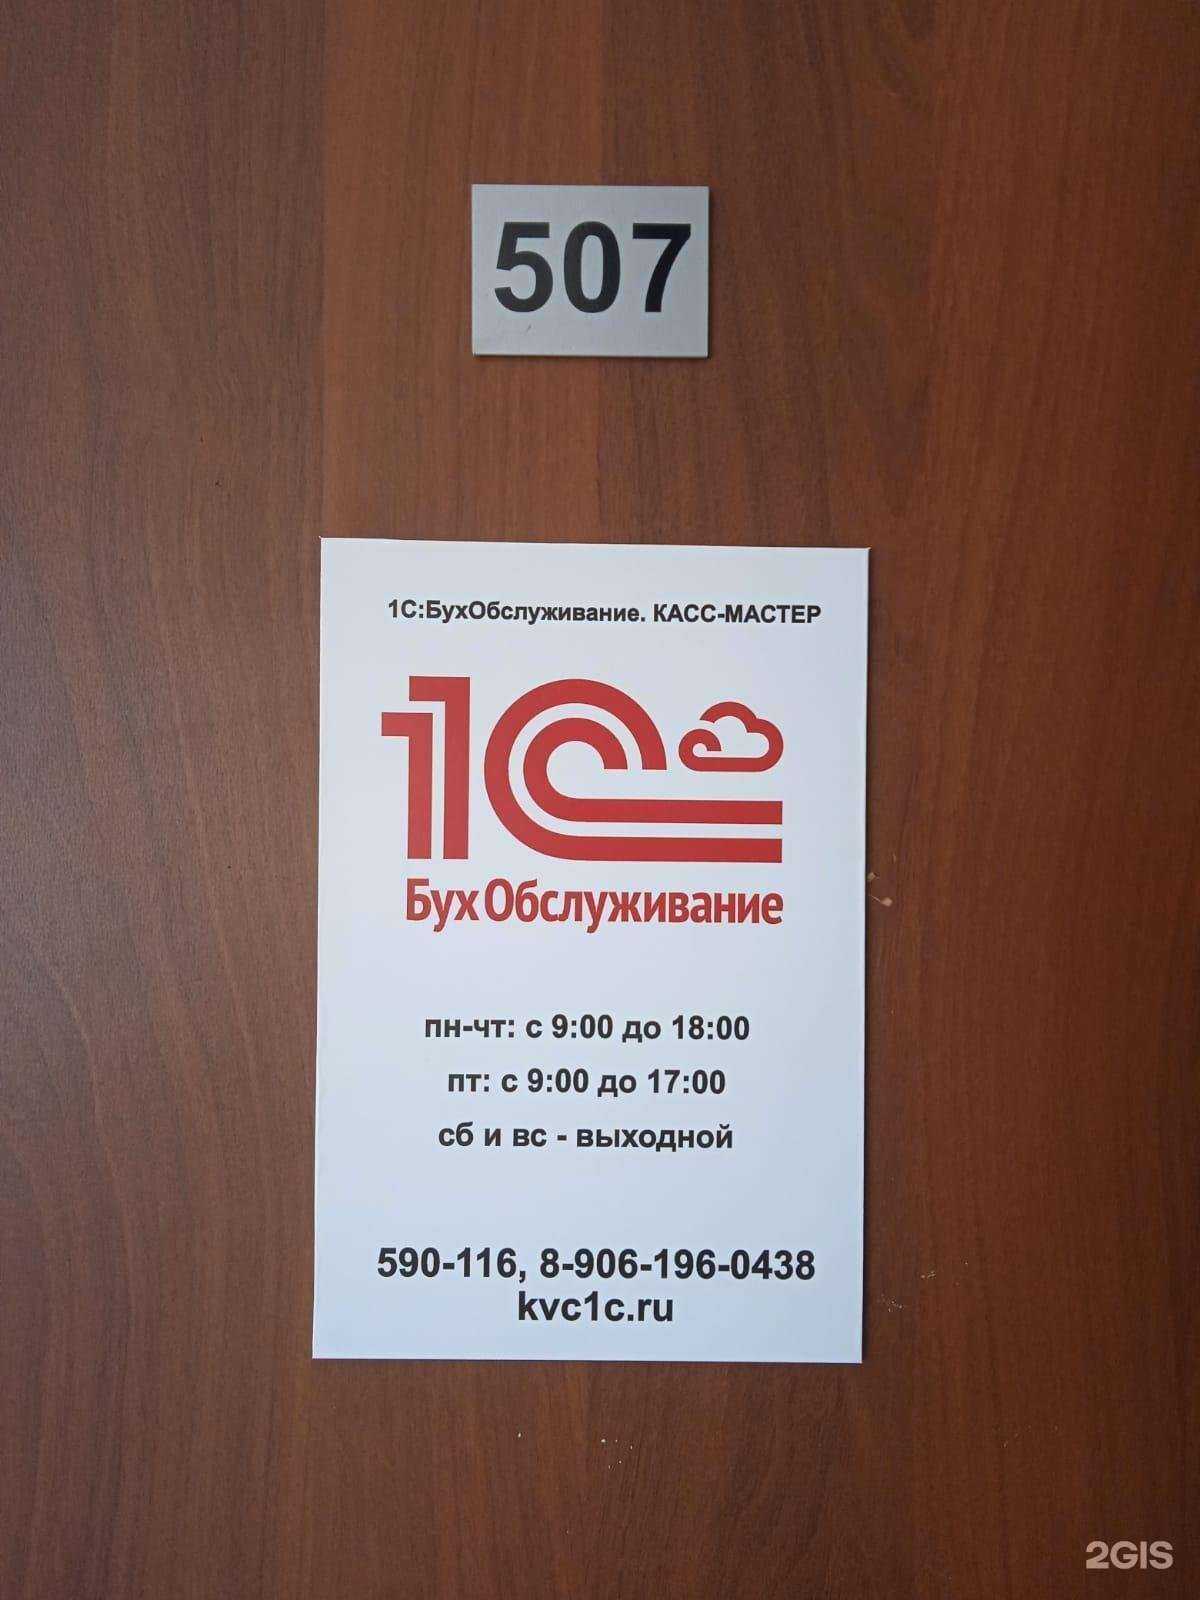 507
1С:БухОбслуживание. КАСС-МАСТЕР
1С
БухОбслуживание
пн-чт: с 9:00 до 18:00
пт: с 9:00 до 17:00
сб и вс - выходной
590-116, 8-906-196-0438
kvc1c.ru
2GIS